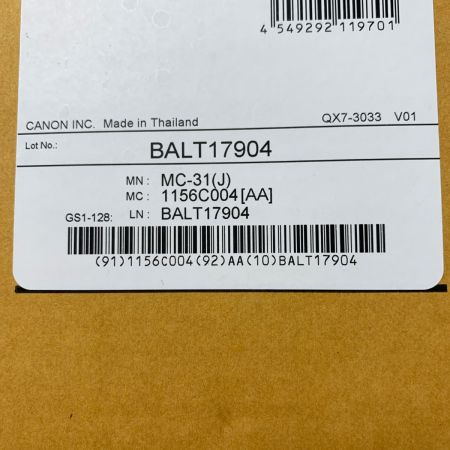 4 549292 119701
CANON INC. Made in Thailand QX7-3033 V01
Lot No.: BALT17904
MN : MC-31(J)
MC : 1156C004[AA]
GS1-128: LN : BALT17904
(91)1156C004(92)AA(10)BALT17904